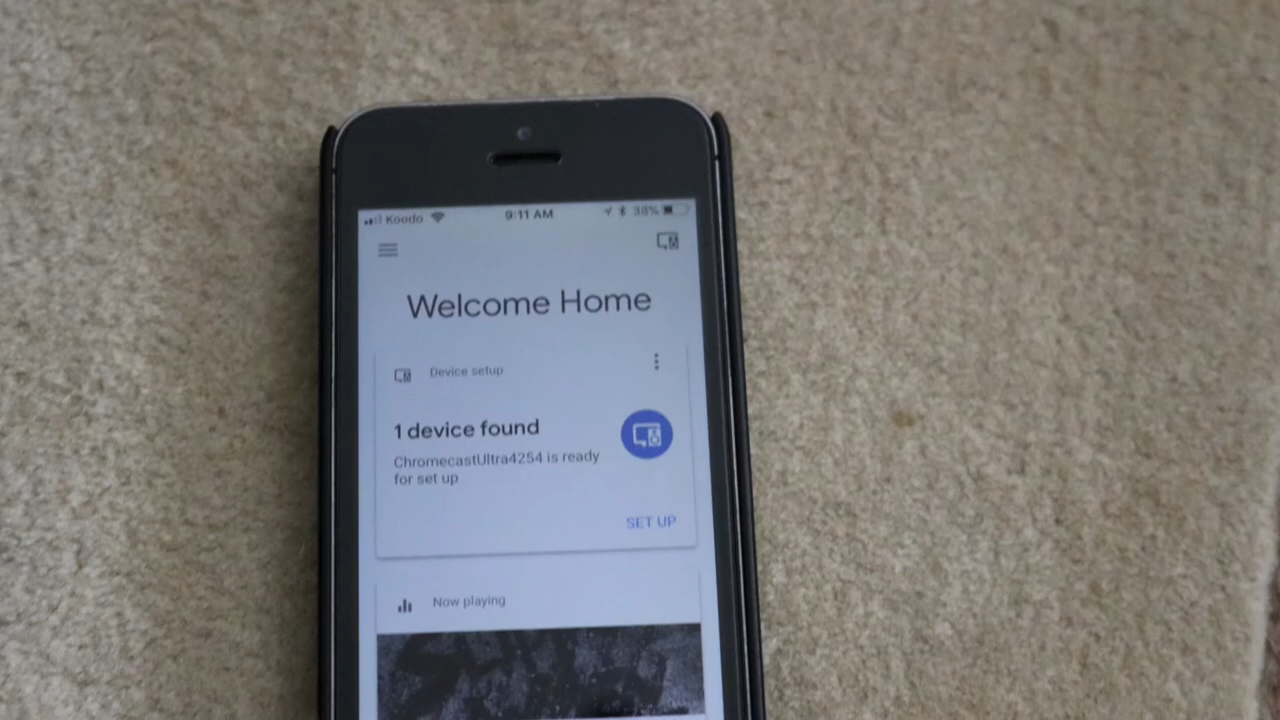 Koodo 9:11 AM 38%
Welcome Home
Device setup
1 device found
ChromecastUltra4254 is ready
for set up
SET UP
Now playing